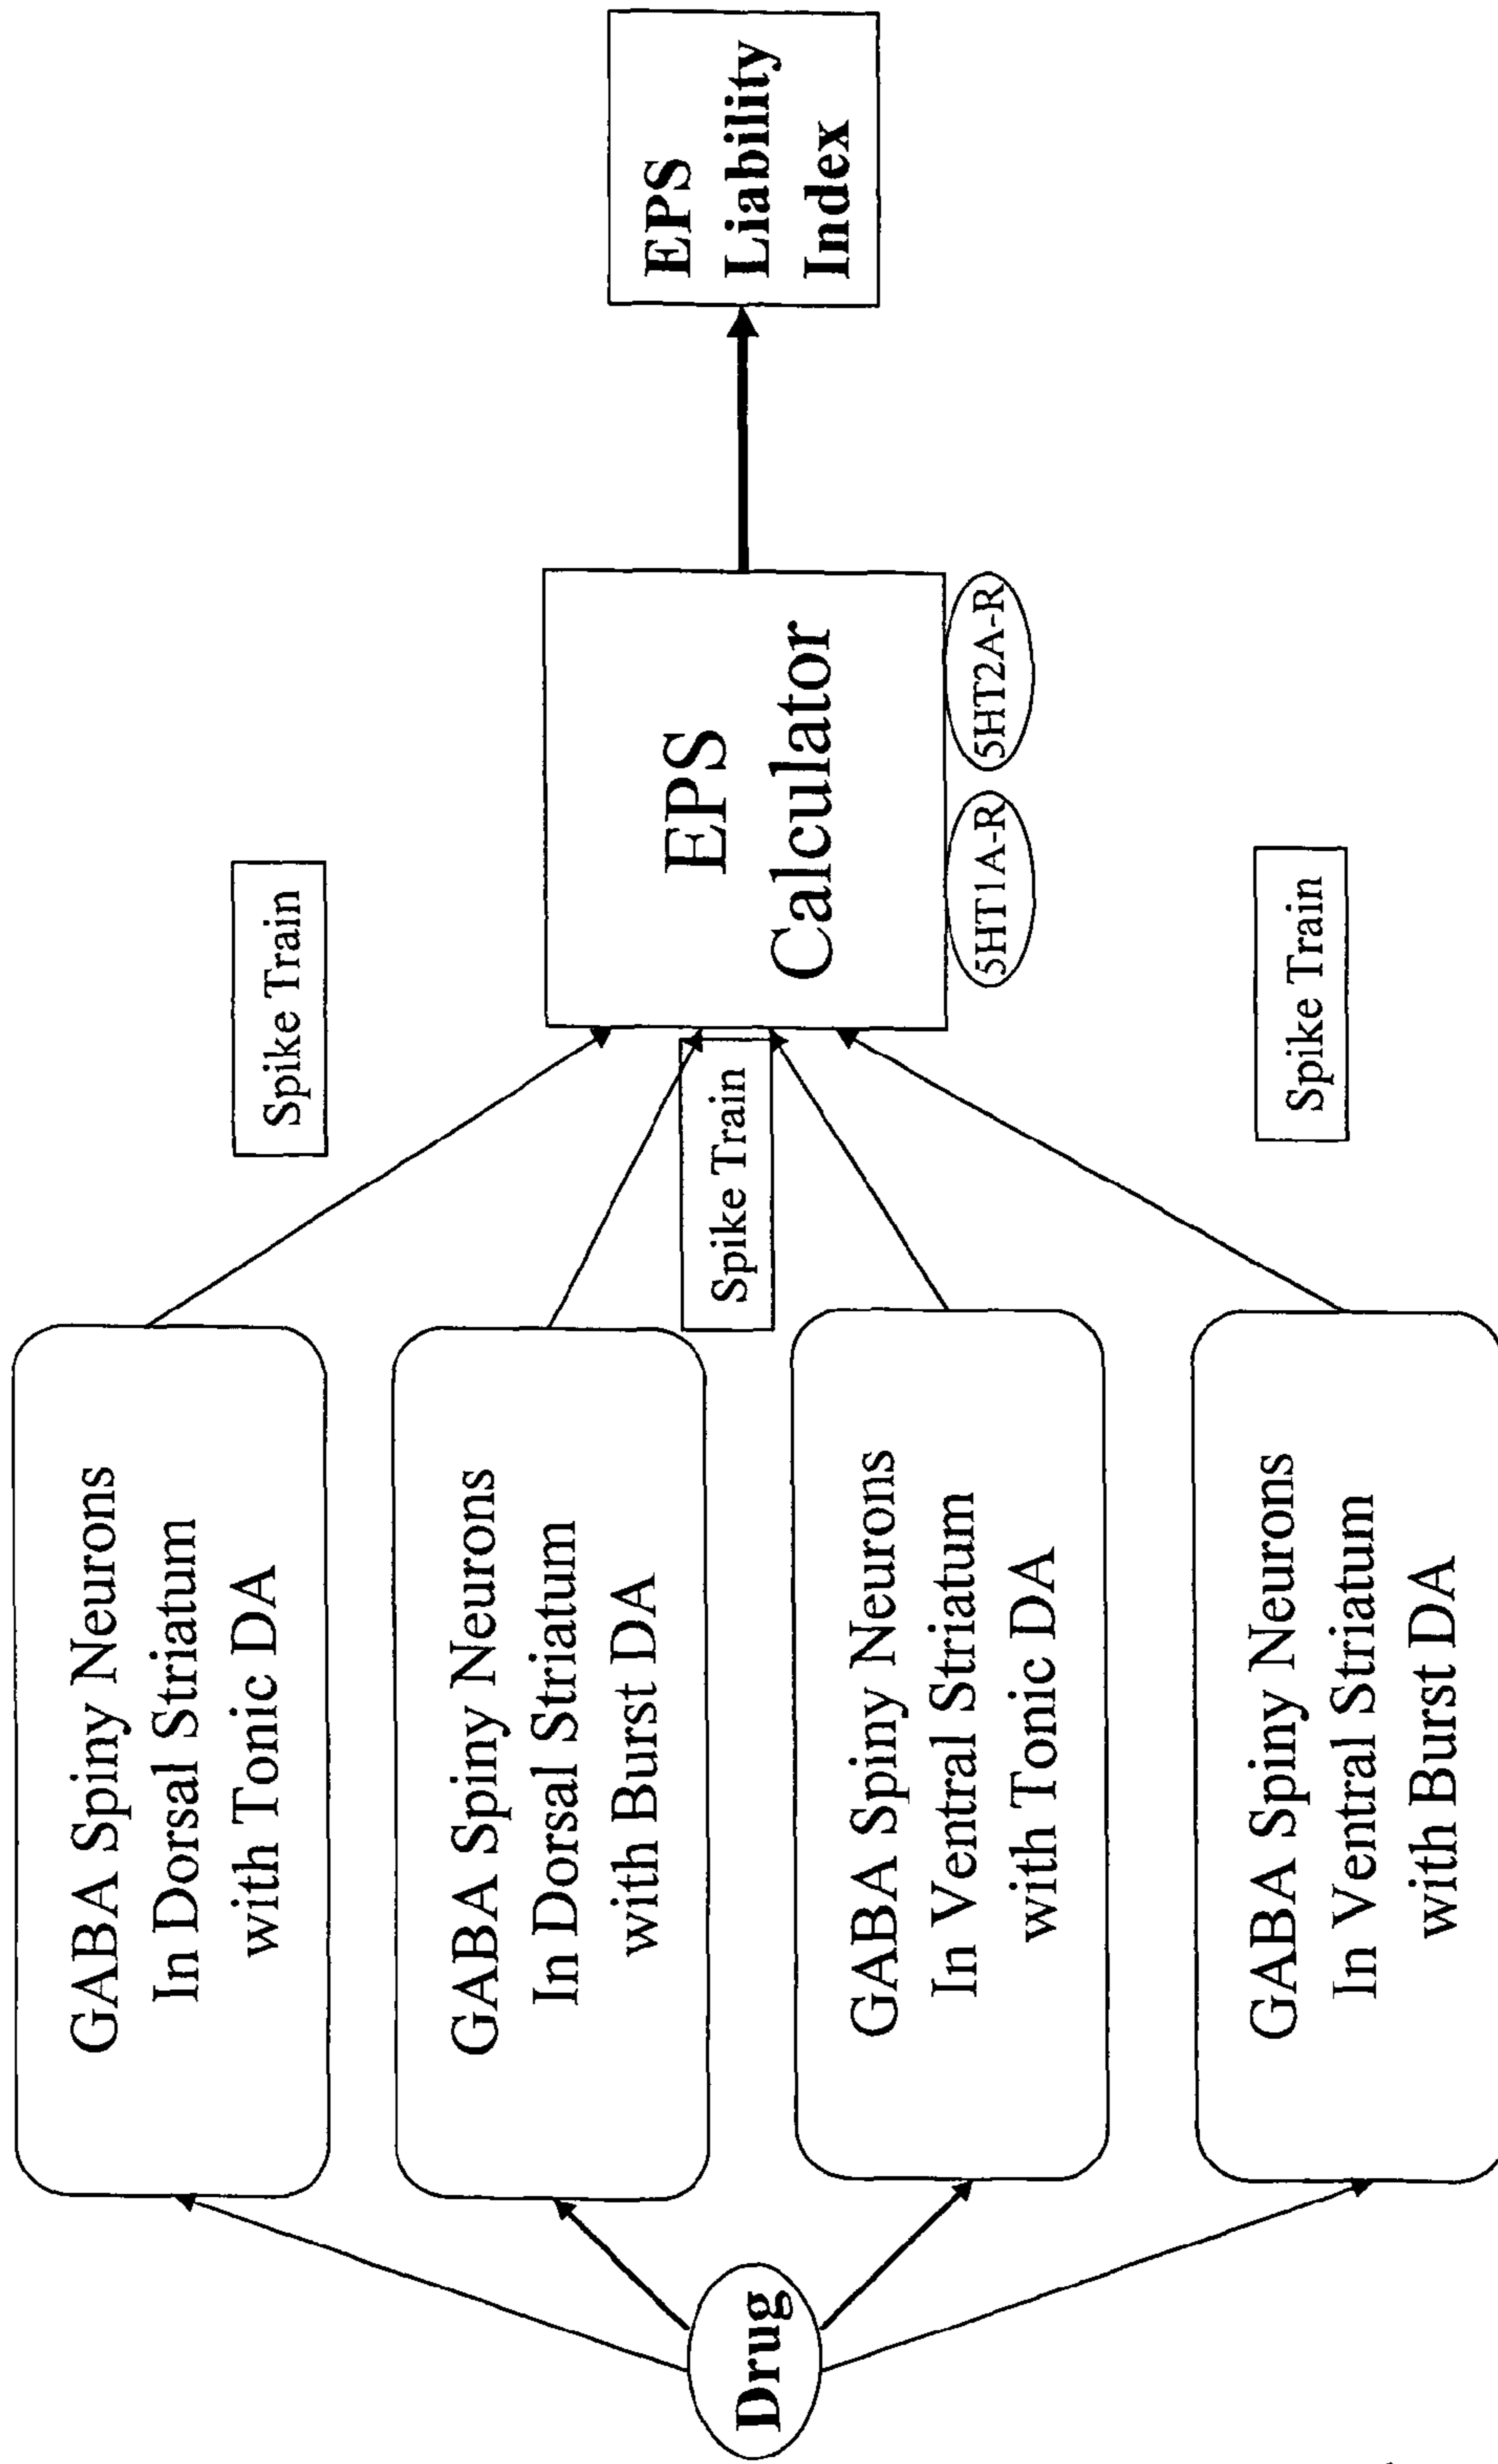 Drug
GABA Spiny Neurons
In Dorsal Striatum
with Tonic DA
GABA Spiny Neurons
In Dorsal Striatum
with Burst DA
GABA Spiny Neurons
In Ventral Striatum
with Tonic DA
GABA Spiny Neurons
In Ventral Striatum
with Burst DA
Spike Train
Spike Train
Spike Train
EPS
Calculator
5HT1A-R
5HT2A-R
EPS
Liability
Index